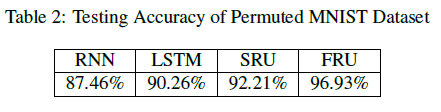 Table 2: Testing Accuracy of Permuted MNIST Dataset
RNN LSTM SRU FRU
87.46% 90.26% 92.21% 96.93%